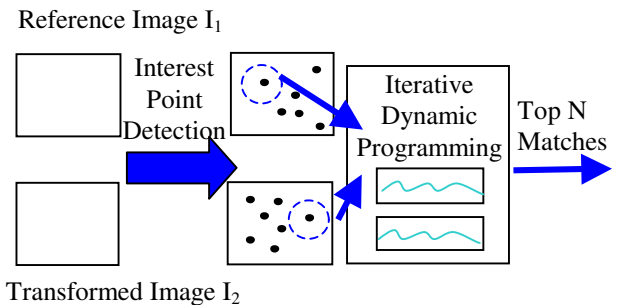 Reference Image I₁
Interest
Point
Detection
Iterative
Dynamic
Programming
Top N
Matches
Transformed Image I₂